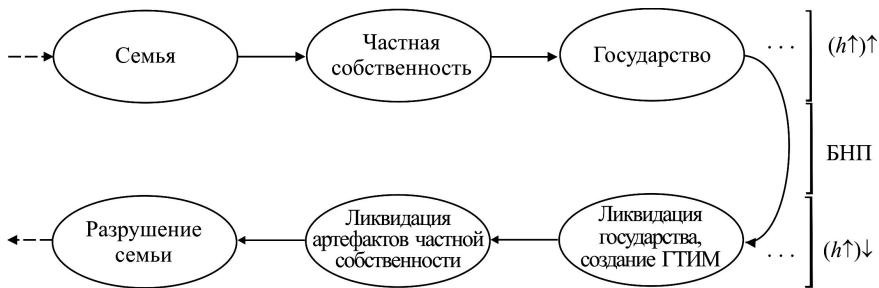 Семья
Частная
собственность
Государство
. . .
(h↑)↑
БНП
Разрушение
семьи
Ликвидация
артефактов частной
собственности
Ликвидация
государства,
создание ГТИМ
. . .
(h↑)↓